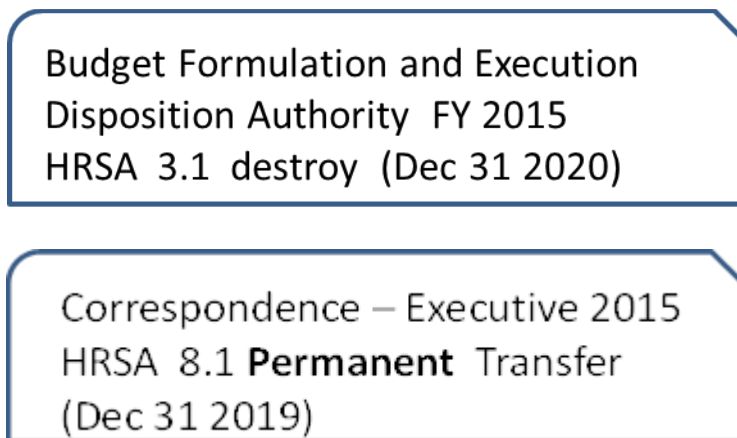 Budget Formulation and Execution
Disposition Authority FY 2015
HRSA 3.1 destroy (Dec 31 2020)
Correspondence – Executive 2015
HRSA 8.1 Permanent Transfer
(Dec 31 2019)